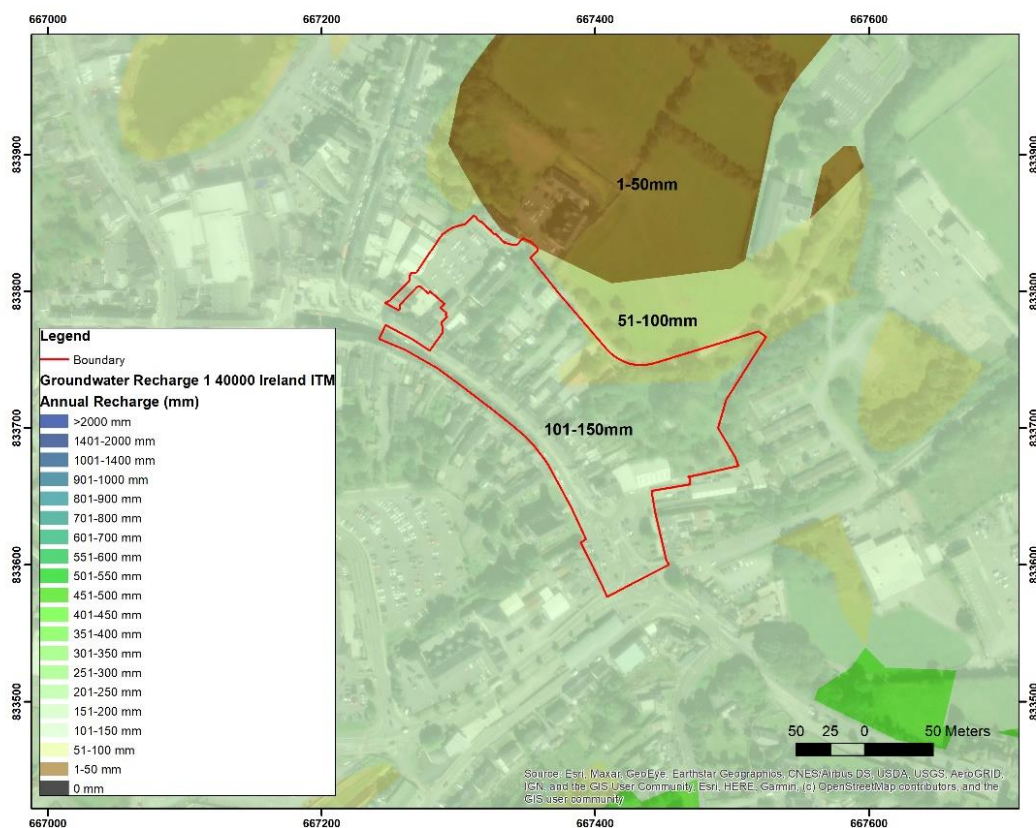 667000 667200 667400 667600
833900
833800
833700
833600
833500
833900
833800
833700
833600
833500
1-50mm
51-100mm
101-150mm
Legend
Boundary
Groundwater Recharge 1 40000 Ireland ITM
Annual Recharge (mm)
>2000 mm
1401-2000 mm
1001-1400 mm
901-1000 mm
801-900 mm
701-800 mm
601-700 mm
551-600 mm
501-550 mm
451-500 mm
401-450 mm
351-400 mm
301-350 mm
251-300 mm
201-250 mm
151-200 mm
101-150 mm
51-100 mm
1-50 mm
0 mm
50 25 0 50 Meters
Source: Esri, Maxar, GeoEye, Earthstar Geographics, CNES/Airbus DS, USDA, USGS, AeroGRID,
IGN, and the GIS User Community, Esri, HERE, Garmin, (c) OpenStreetMap contributors, and the
GIS user community
667000 667200 667400 667600